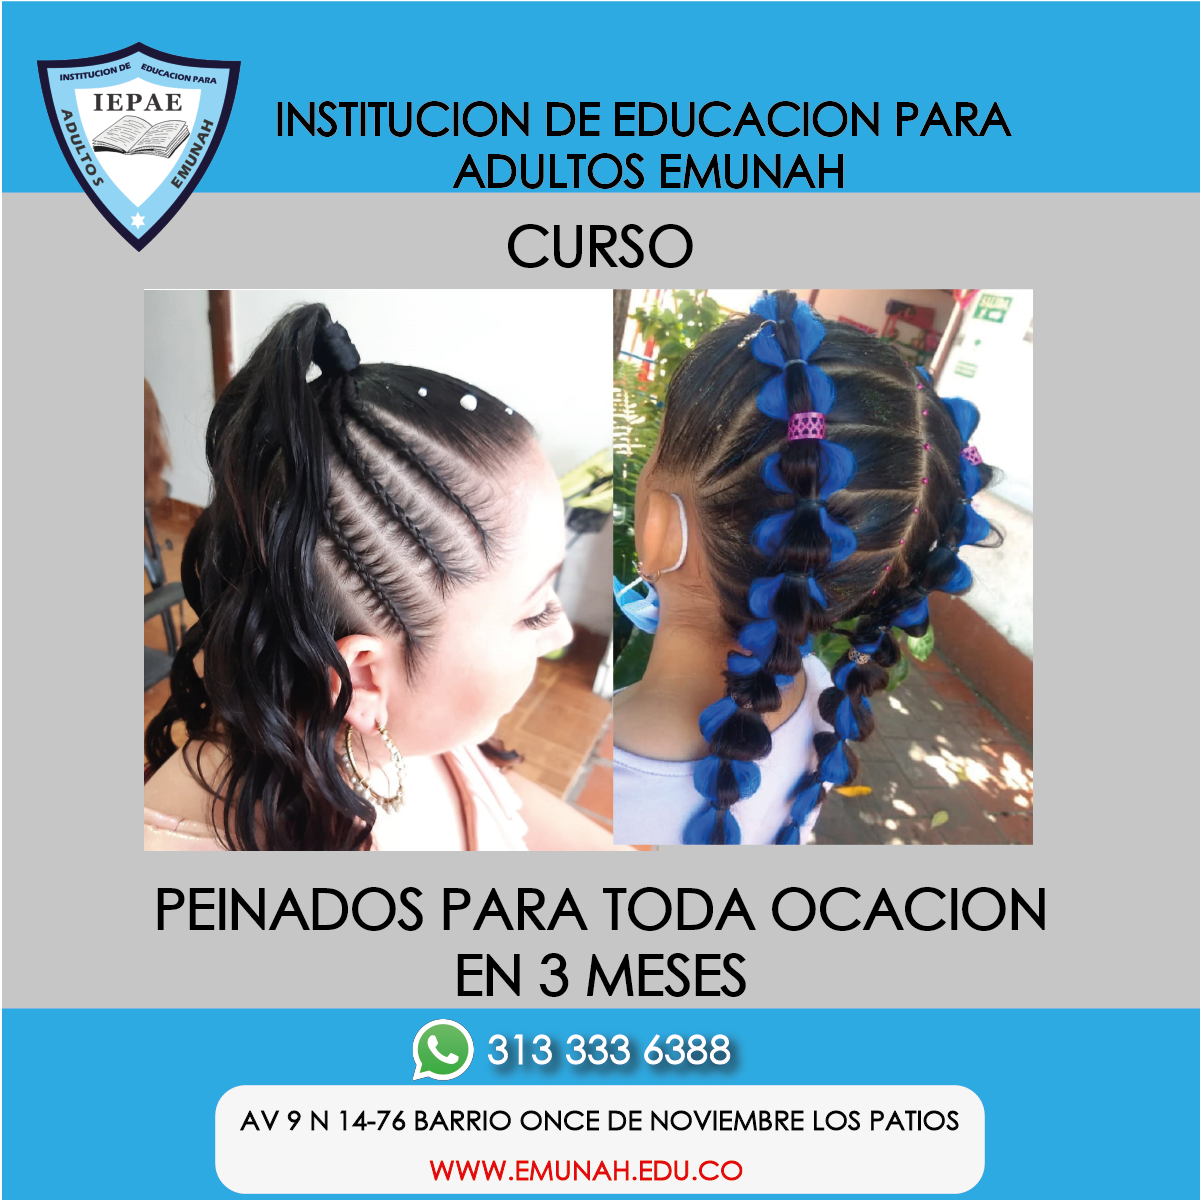 INSTITUCION DE EDUCACION PARA
IEPAE
ADULTOS EMUNAH
INSTITUCION DE EDUCACION PARA
ADULTOS EMUNAH
CURSO
PEINADOS PARA TODA OCACION
EN 3 MESES
313 333 6388
AV 9 N 14-76 BARRIO ONCE DE NOVIEMBRE LOS PATIOS
WWW.EMUNAH.EDU.CO